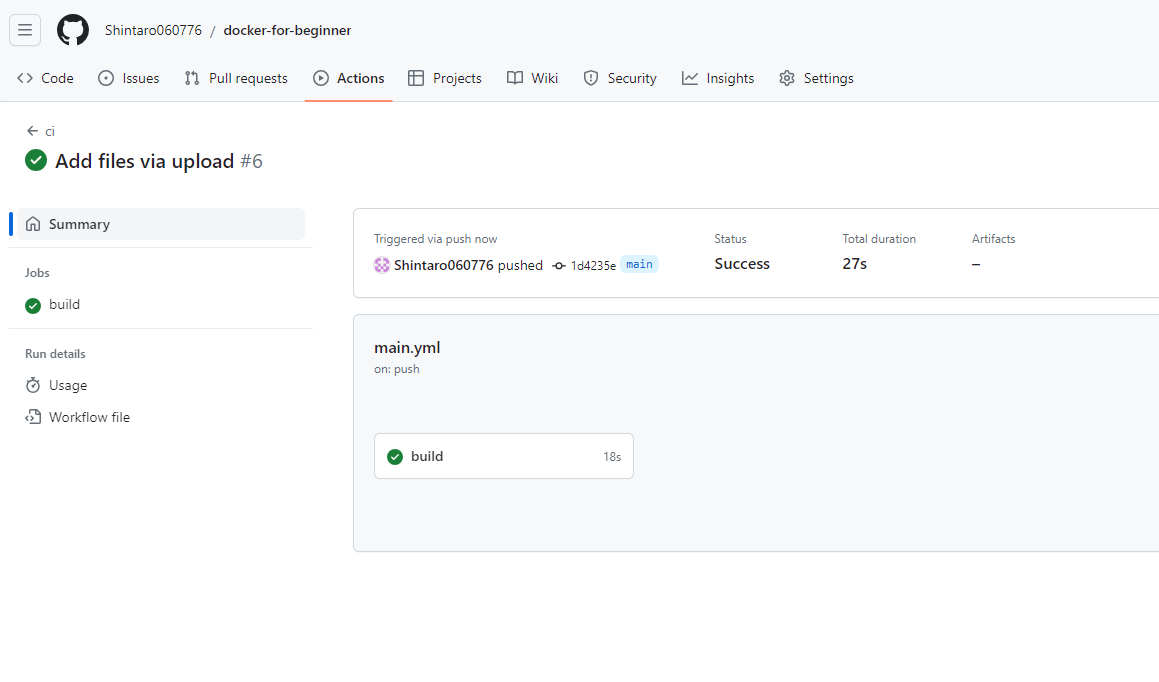 Shintaro060776 / docker-for-beginner
Code Issues Pull requests Actions Projects Wiki Security Insights Settings
ci
Add files via upload #6
Summary
Jobs
build
Run details
Usage
Workflow file
Triggered via push now
Shintaro060776 pushed 1d4235e main
Status
Success
Total duration
27s
Artifacts
–
main.yml
on: push
build 18s